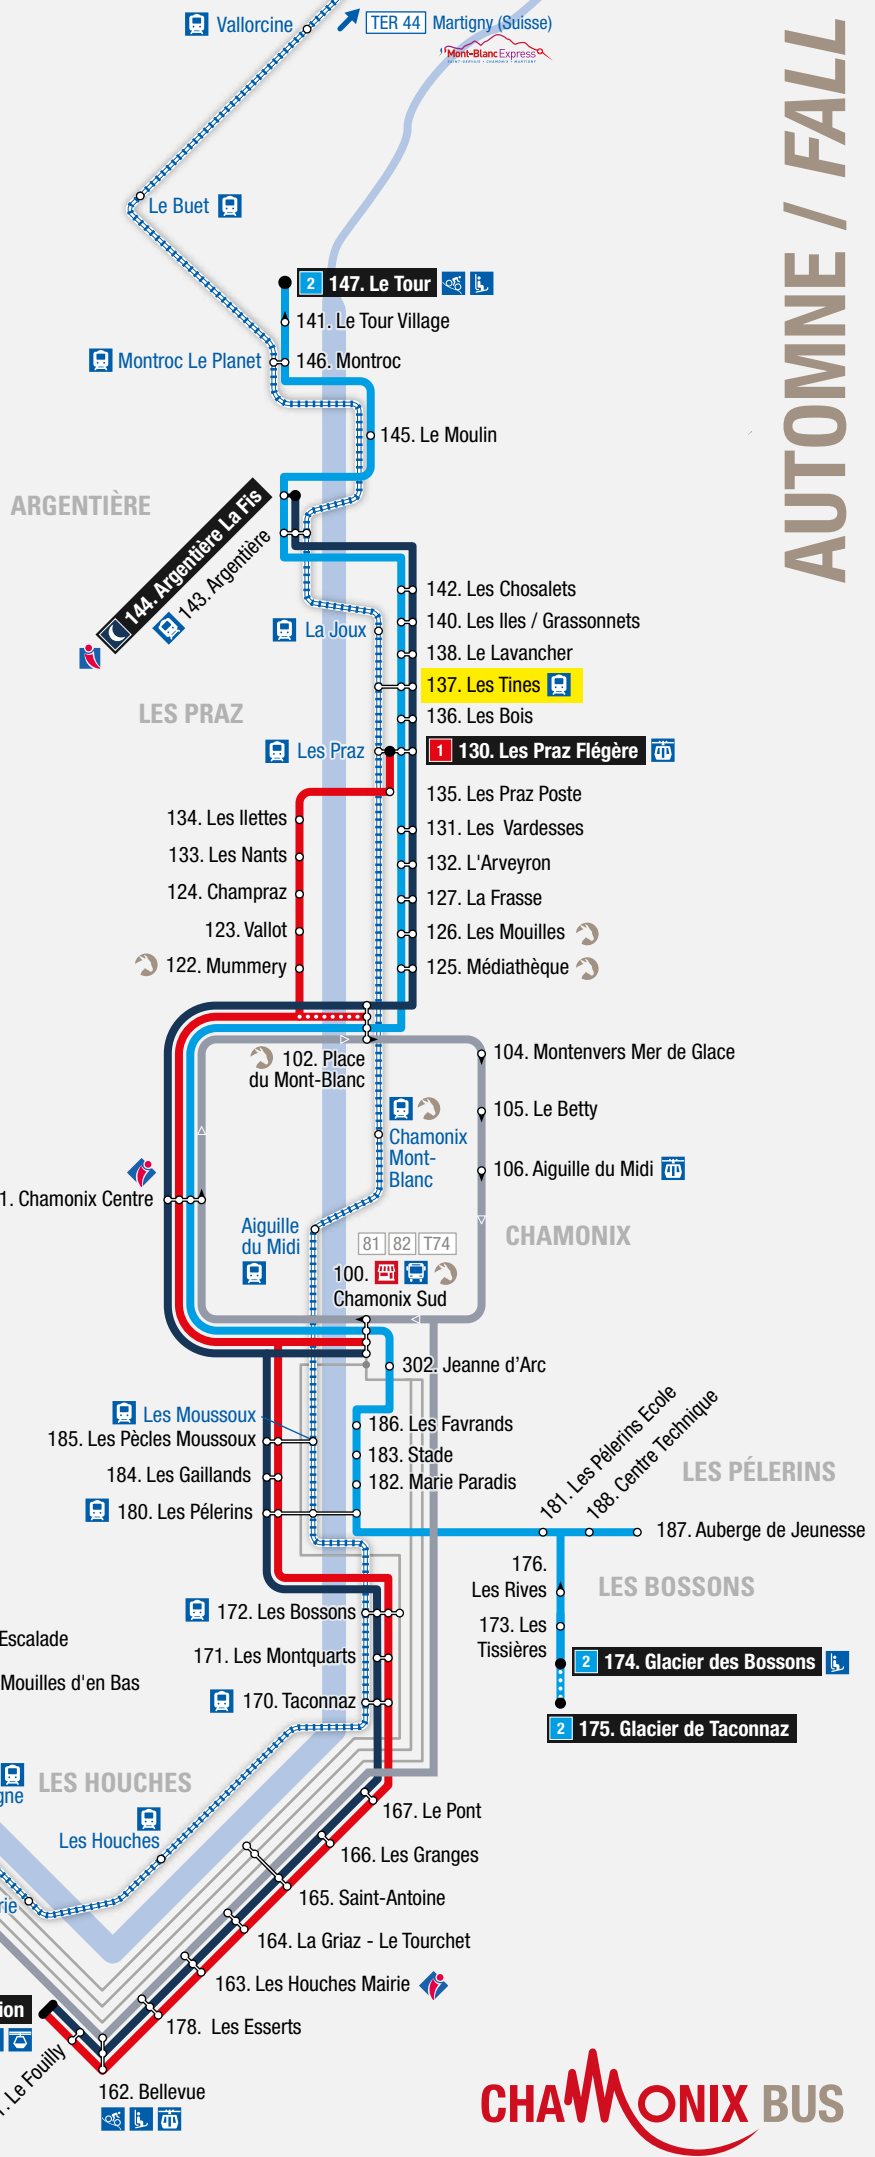 Vallorcine
TER 44 Martigny (Suisse)
Mont-Blanc Express
SAINT-GERVAIS • CHAMONIX • MARTIGNY
AUTOMNE / FALL
Le Buet
2 147. Le Tour
141. Le Tour Village
Montroc Le Planet
146. Montroc
145. Le Moulin
ARGENTIÈRE
144. Argentière La Fis
143. Argentière
142. Les Chosalets
140. Les Iles / Grassonnets
La Joux
138. Le Lavancher
137. Les Tines
LES PRAZ
136. Les Bois
Les Praz
1 130. Les Praz Flégère
135. Les Praz Poste
134. Les Ilettes
131. Les Vardesses
133. Les Nants
132. L'Arveyron
124. Champraz
127. La Frasse
123. Vallot
126. Les Mouilles
122. Mummery
125. Médiathèque
102. Place
du Mont-Blanc
104. Montenvers Mer de Glace
105. Le Betty
Chamonix
Mont-
Blanc
106. Aiguille du Midi
1. Chamonix Centre
Aiguille
du Midi
CHAMONIX
81 82 T74
100.
Chamonix Sud
302. Jeanne d'Arc
Les Moussoux
185. Les Pècles Moussoux
186. Les Favrands
184. Les Gaillands
183. Stade
182. Marie Paradis
180. Les Pélerins
181. Les Pélerins Ecole
188. Centre Technique
LES PÉLERINS
187. Auberge de Jeunesse
176.
Les Rives
LES BOSSONS
172. Les Bossons
173. Les
Tissières
Escalade
171. Les Montquarts
2 174. Glacier des Bossons
Mouilles d'en Bas
170. Taconnaz
2 175. Glacier de Taconnaz
gne
LES HOUCHES
167. Le Pont
Les Houches
166. Les Granges
165. Saint-Antoine
rie
164. La Griaz - Le Tourchet
163. Les Houches Mairie
ion
178. Les Esserts
. Le Fouilly
162. Bellevue
CHAMONIX BUS